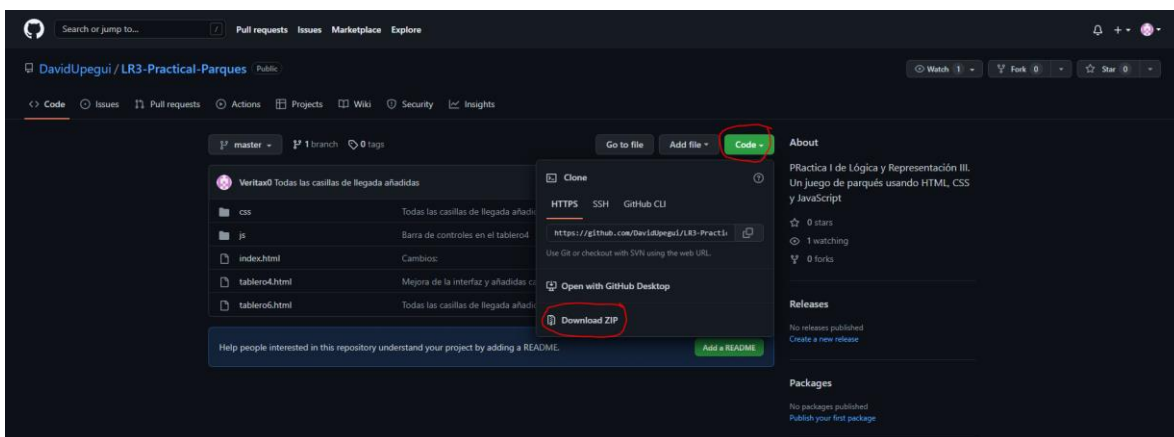 Search or jump to...
/
Pull requests Issues Marketplace Explore
DavidUpegui / LR3-Practical-Parques Public
Watch 1
Fork 0
Star 0
<> Code Issues Pull requests Actions Projects Wiki Security Insights
master 1 branch 0 tags
Go to file Add file Code
Veritax0 Todas las casillas de llegada añadidas
css Todas las casillas de llegada
js Barra de controles en el tablero4
index.html Cambios:
tablero4.html Mejora de la interfaz y añadidas
tablero6.html Todas las casillas de llegada
Help people interested in this repository understand your project by adding a README.
Add a README
Clone
HTTPS SSH GitHub CLI
https://github.com/DavidUpegui/LR3-Practi
Use Git or checkout with SVN using the web URL.
Open with GitHub Desktop
Download ZIP
About
PRactica I de Lógica y Representación III.
Un juego de parqués usando HTML, CSS
y JavaScript
0 stars
1 watching
0 forks
Releases
No releases published
Create a new release
Packages
No packages published
Publish your first package